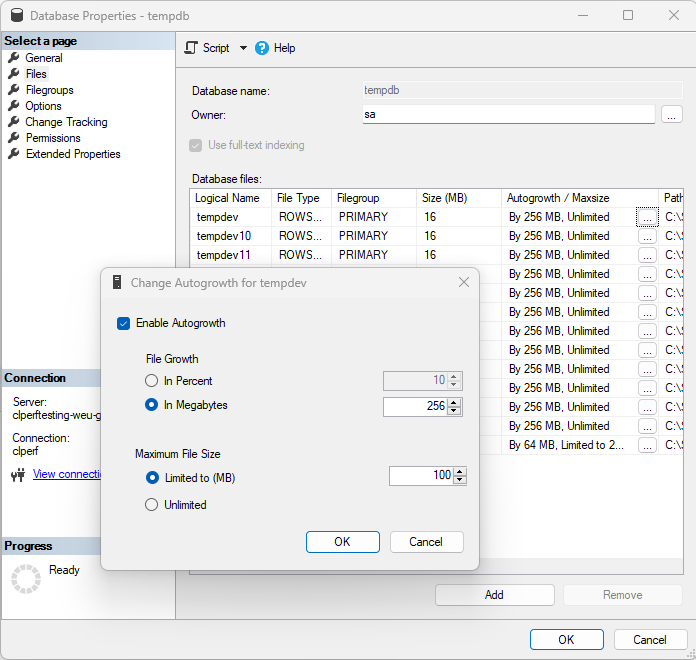 Database Properties - tempdb
Select a page
General
Files
Filegroups
Options
Change Tracking
Permissions
Extended Properties
Script
Help
Database name: tempdb
Owner: sa ...
Use full-text indexing
Database files:
Logical Name File Type Filegroup Size (MB) Autogrowth / Maxsize Path
tempdev ROWS... PRIMARY 16 By 256 MB, Unlimited ... C:\S
tempdev10 ROWS... PRIMARY 16 By 256 MB, Unlimited ... C:\S
tempdev11 ROWS... PRIMARY 16 By 256 MB, Unlimited ... C:\S
By 256 MB, Unlimited ... C:\S
By 256 MB, Unlimited ... C:\S
By 256 MB, Unlimited ... C:\S
By 256 MB, Unlimited ... C:\S
By 256 MB, Unlimited ... C:\S
By 256 MB, Unlimited ... C:\S
By 256 MB, Unlimited ... C:\S
By 256 MB, Unlimited ... C:\S
By 256 MB, Unlimited ... C:\S
By 64 MB, Limited to 2... ... C:\S
Change Autogrowth for tempdev
Enable Autogrowth
File Growth
In Percent 10
In Megabytes 256
Maximum File Size
Limited to (MB) 100
Unlimited
OK Cancel
Connection
Server:
clperftesting-weu-g
Connection:
clperf
View connecti
Progress
Ready
Add Remove
OK Cancel